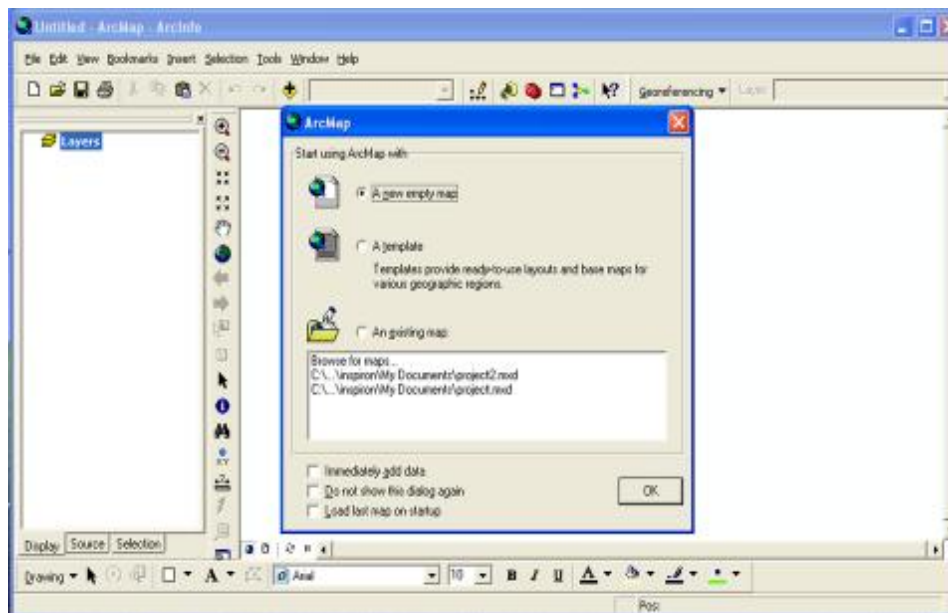 Untitled - ArcMap - ArcInfo
File Edit View Bookmarks Insert Selection Tools Window Help
Georeferencing
Layers
ArcMap
Start using ArcMap with
A new empty map
A template
Templates provide ready-to-use layouts and base maps for
various geographic regions.
An existing map:
Browse for maps...
C:\...\inspiron\My Documents\project2.mxd
C:\...\inspiron\My Documents\project.mxd
Immediately add data
Do not show this dialog again
Load last map on startup
OK
Display Source Selection
Drawing A Arial 10 B I U A